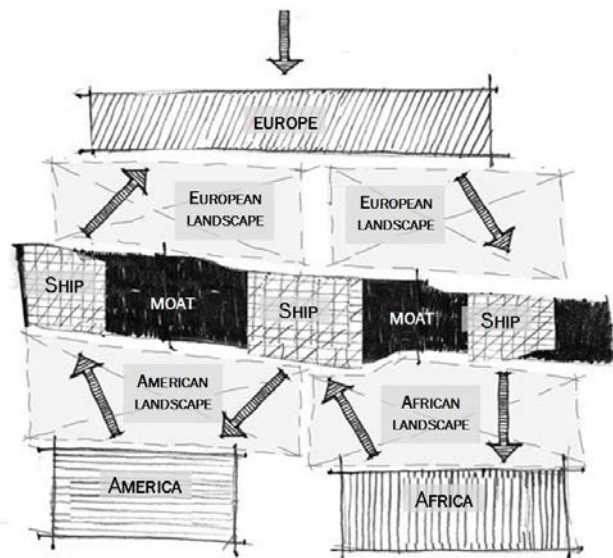 EUROPE
EUROPEAN
LANDSCAPE
EUROPEAN
LANDSCAPE
SHIP
MOAT
SHIP
MOAT
SHIP
AMERICAN
LANDSCAPE
AFRICAN
LANDSCAPE
AMERICA
AFRICA